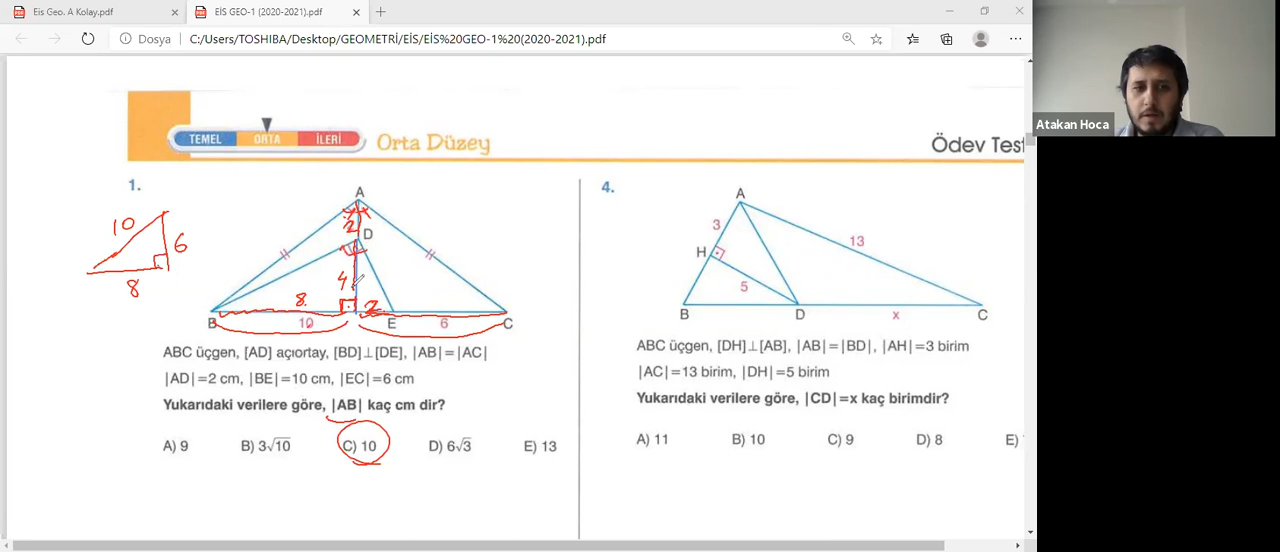 Eis Geo. A Kolay.pdf
EİS GEO-1 (2020-2021).pdf
Dosya
C:/Users/TOSHIBA/Desktop/GEOMETRİ/EİS/EİS%20GEO-1%20(2020-2021).pdf
Atakan Hoca
TEMEL ORTA İLERİ
Orta Düzey
Ödev Test
1.
10
6
8
A
2
D
4
8
2
B
10
E
6
C
ABC üçgen, [AD] açıortay, [BD]⊥[DE], |AB|=|AC|
|AD|=2 cm, |BE|=10 cm, |EC|=6 cm
Yukarıdaki verilere göre, |AB| kaç cm dir?
A) 9 B) 3√10 C) 10 D) 6√3 E) 13
4.
A
3
13
H
5
B
D
x
C
ABC üçgen, [DH]⊥[AB], |AB|=|BD|, |AH|=3 birim
|AC|=13 birim, |DH|=5 birim
Yukarıdaki verilere göre, |CD|=x kaç birimdir?
A) 11 B) 10 C) 9 D) 8 E)